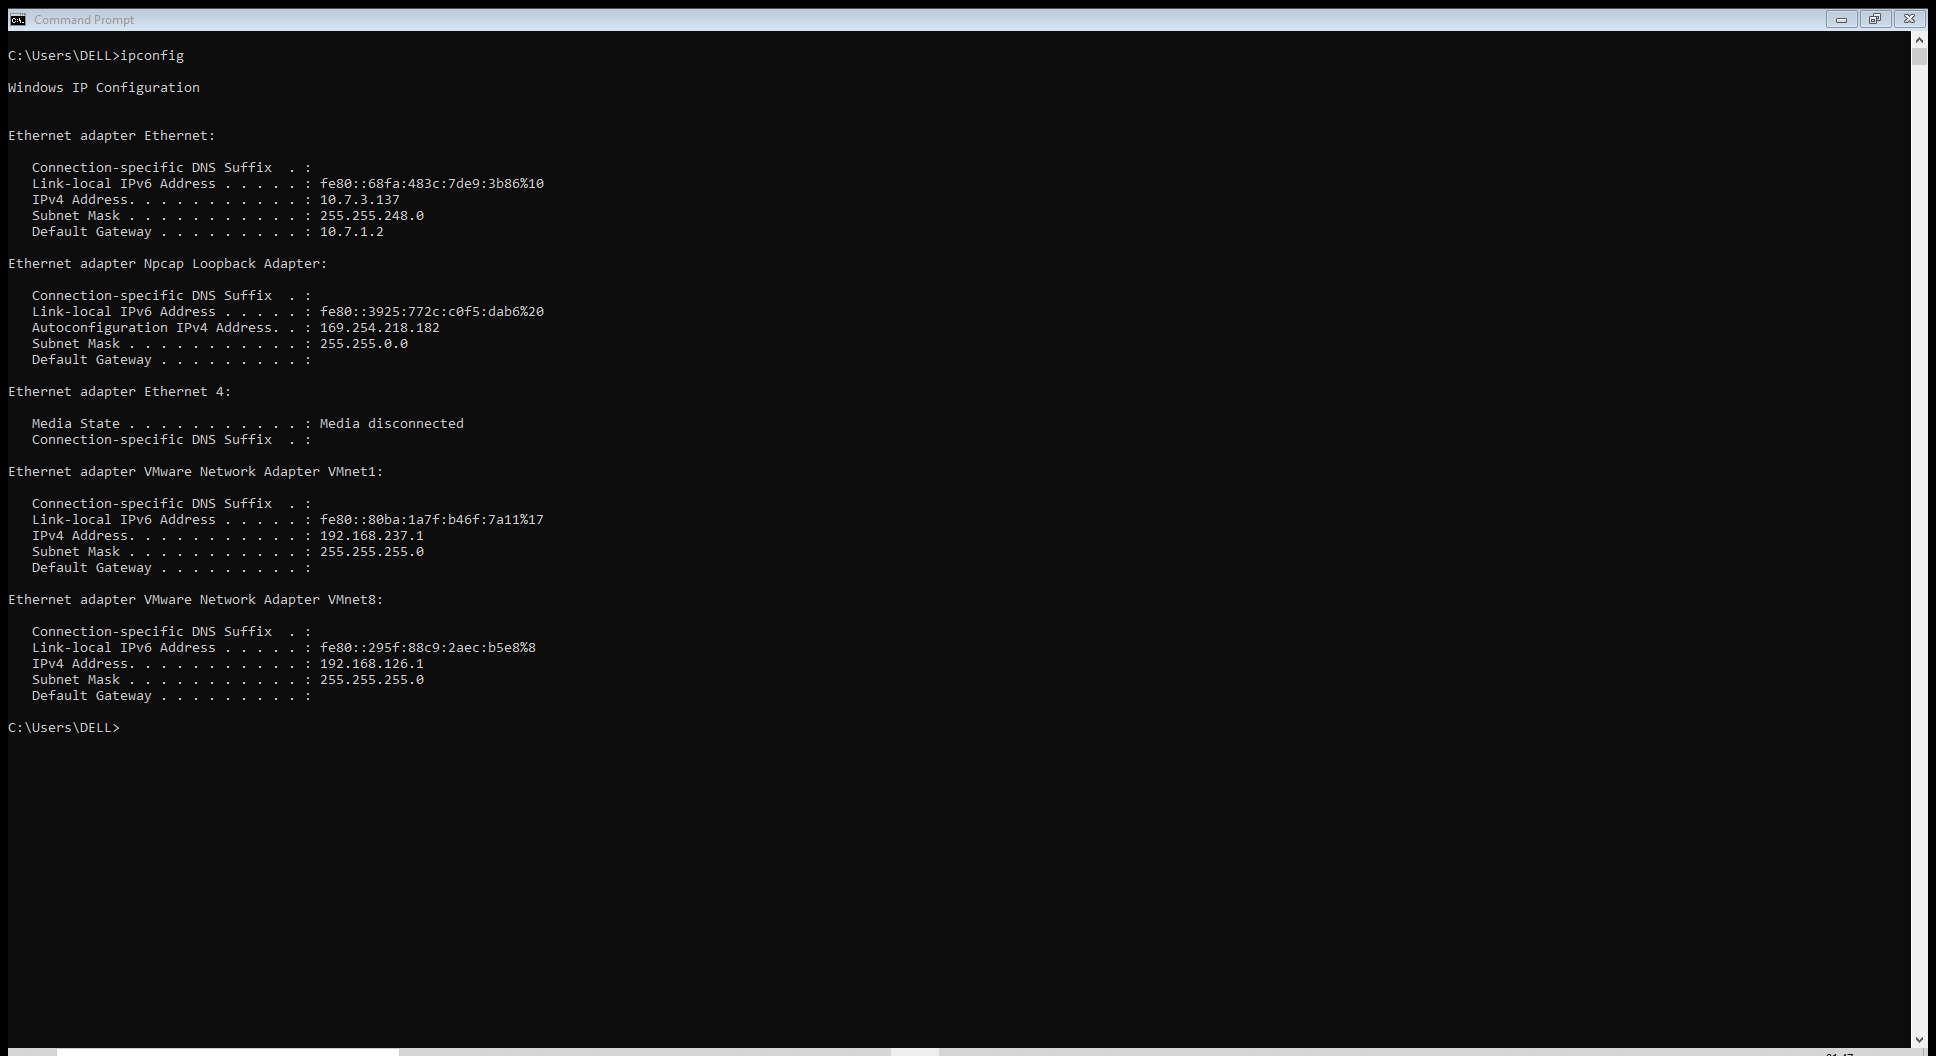 Command Prompt
C:\Users\DELL>ipconfig
Windows IP Configuration
Ethernet adapter Ethernet:
Connection-specific DNS Suffix  . :
Link-local IPv6 Address . . . . . : fe80::68fa:483c:7de9:3b86%10
IPv4 Address. . . . . . . . . . . : 10.7.3.137
Subnet Mask . . . . . . . . . . . : 255.255.248.0
Default Gateway . . . . . . . . . : 10.7.1.2
Ethernet adapter Npcap Loopback Adapter:
Connection-specific DNS Suffix  . :
Link-local IPv6 Address . . . . . : fe80::3925:772c:c0f5:dab6%20
Autoconfiguration IPv4 Address. . : 169.254.218.182
Subnet Mask . . . . . . . . . . . : 255.255.0.0
Default Gateway . . . . . . . . . :
Ethernet adapter Ethernet 4:
Media State . . . . . . . . . . . : Media disconnected
Connection-specific DNS Suffix  . :
Ethernet adapter VMware Network Adapter VMnet1:
Connection-specific DNS Suffix  . :
Link-local IPv6 Address . . . . . : fe80::80ba:1a7f:b46f:7a11%17
IPv4 Address. . . . . . . . . . . : 192.168.237.1
Subnet Mask . . . . . . . . . . . : 255.255.255.0
Default Gateway . . . . . . . . . :
Ethernet adapter VMware Network Adapter VMnet8:
Connection-specific DNS Suffix  . :
Link-local IPv6 Address . . . . . : fe80::295f:88c9:2aec:b5e8%8
IPv4 Address. . . . . . . . . . . : 192.168.126.1
Subnet Mask . . . . . . . . . . . : 255.255.255.0
Default Gateway . . . . . . . . . :
C:\Users\DELL>